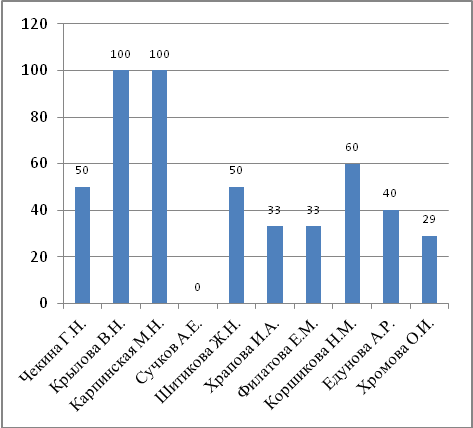 120
100
80
60
40
20
0
50
100
100
0
50
33
33
60
40
29
Чекина Г.Н.
Крылова В.Н.
Карпинская М.Н.
Сучков А.Е.
Шитикова Ж.Н.
Храпова И.А.
Филатова Е.М.
Коршикова Н.М.
Едунова А.Р.
Хромова О.И.